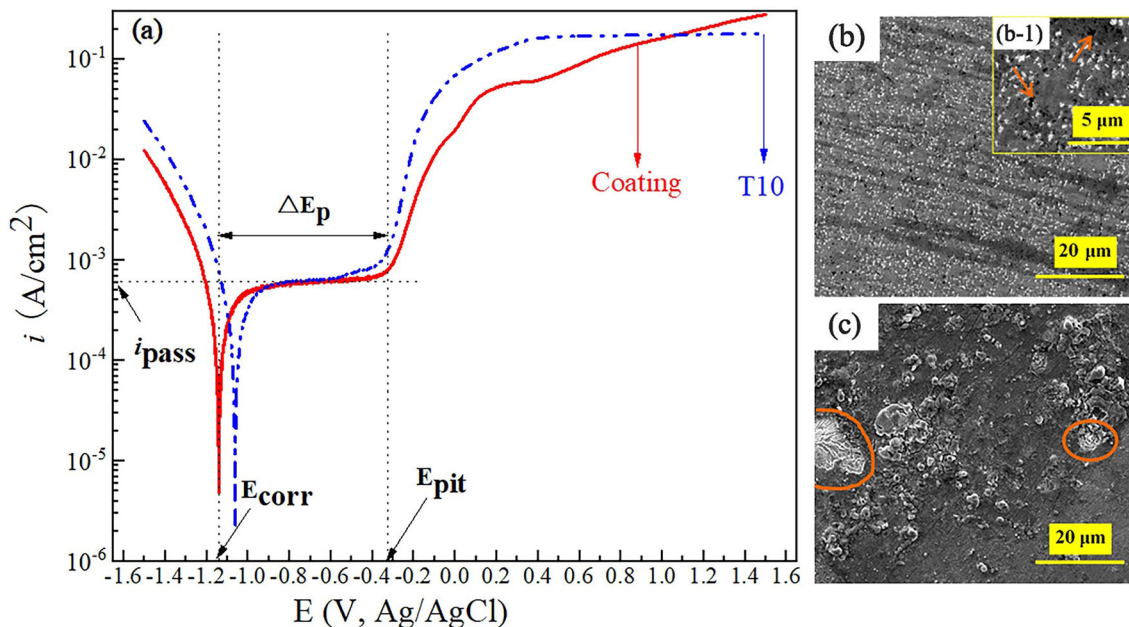 (a)
10⁻¹
10⁻²
10⁻³
10⁻⁴
10⁻⁵
10⁻⁶
i (A/cm²)
△Ep
ipass
Ecorr
Epit
Coating
T10
-1.6 -1.4 -1.2 -1.0 -0.8 -0.6 -0.4 -0.2 0.0 0.2 0.4 0.6 0.8 1.0 1.2 1.4 1.6
E (V, Ag/AgCl)
(b)
(b-1)
5 μm
20 μm
(c)
20 μm